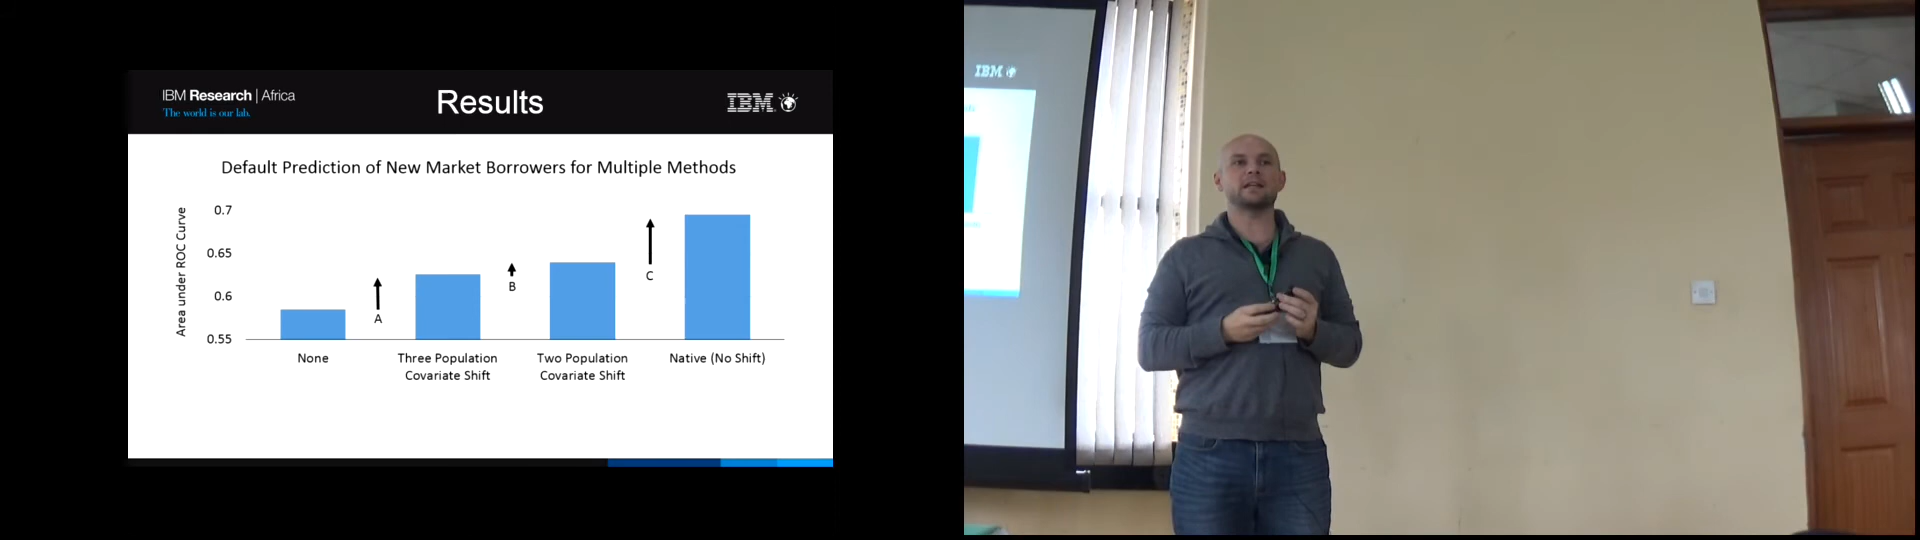 IBM Research | Africa
The world is our lab.
Results
IBM
Default Prediction of New Market Borrowers for Multiple Methods
Area under ROC Curve
0.7
0.65
0.6
0.55
A
B
C
None
Three Population
Covariate Shift
Two Population
Covariate Shift
Native (No Shift)
IBM